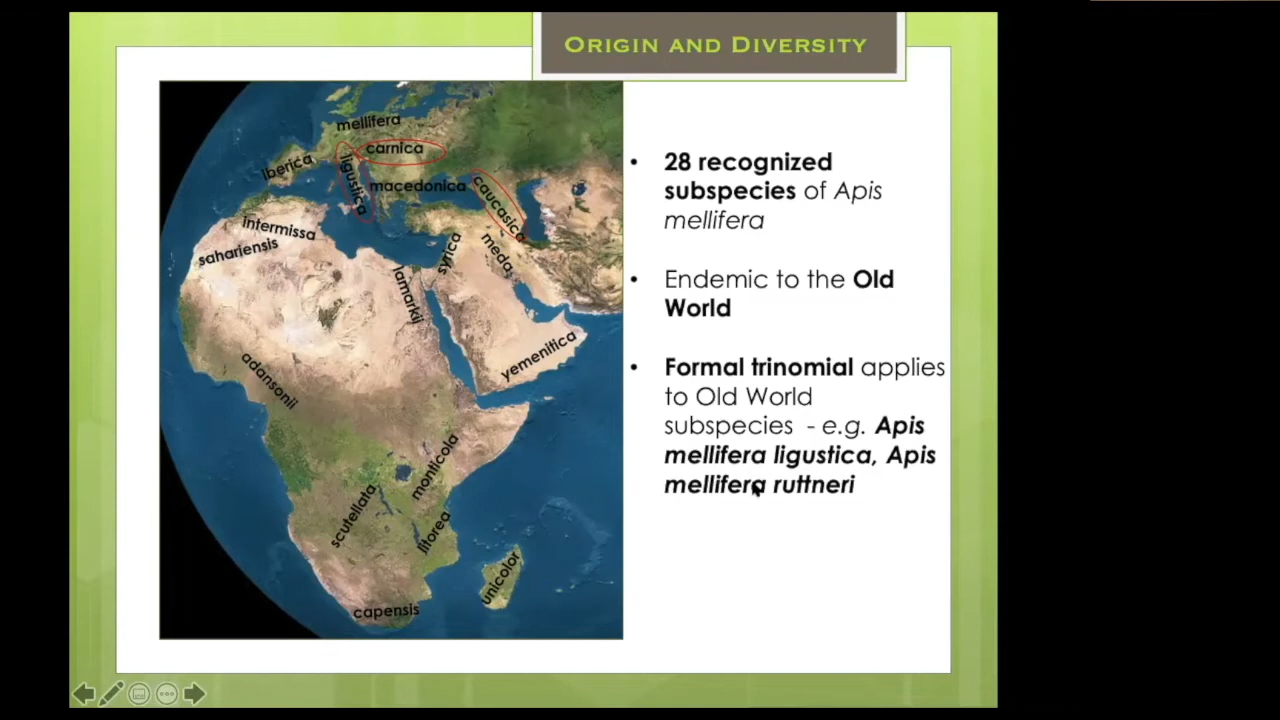 ORIGIN AND DIVERSITY
mellifera
carnica
iberica
ligustica
macedonica
caucasica
intermissa
sahariensis
syrica
meda
lamarkii
yemenitica
adansonii
monticola
scutellata
litorea
unicolor
capensis
• 28 recognized
subspecies of Apis
mellifera
• Endemic to the Old
World
• Formal trinomial applies
to Old World
subspecies - e.g. Apis
mellifera ligustica, Apis
mellifera ruttneri